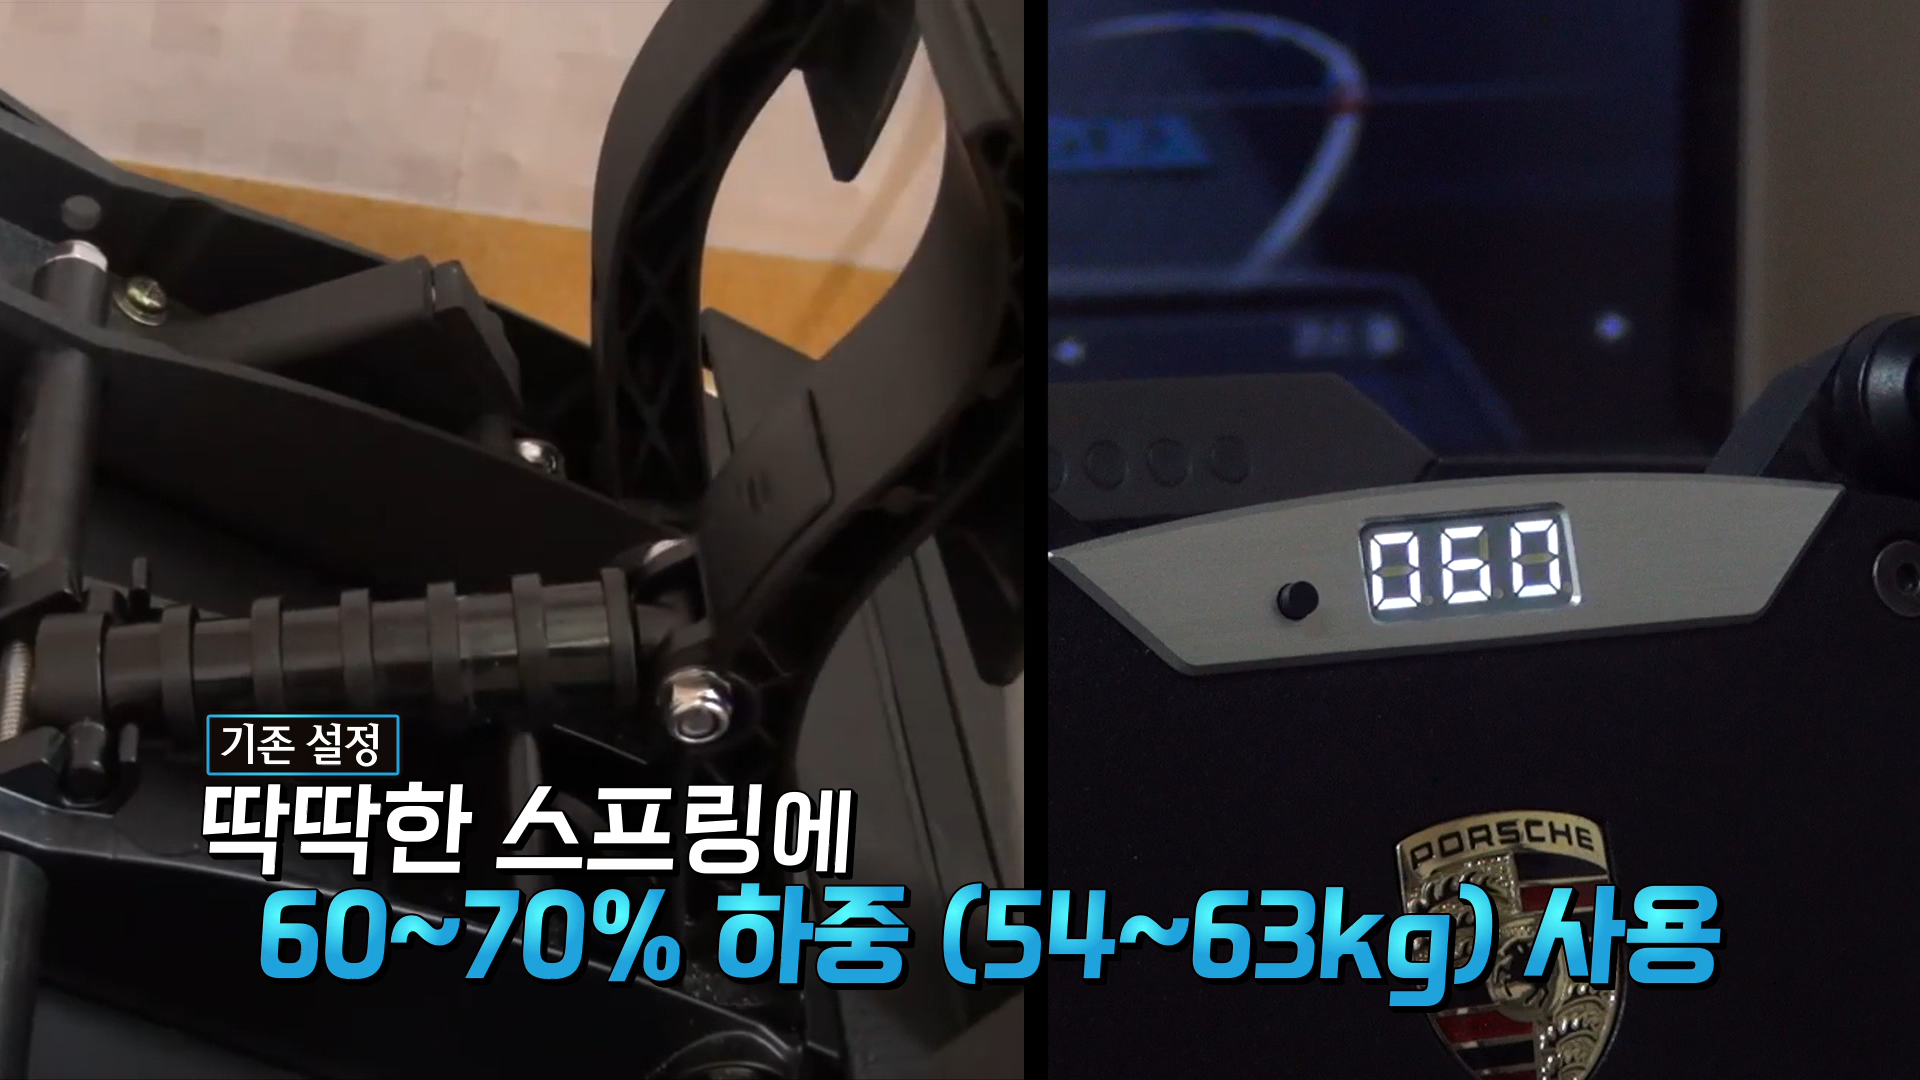 060
PORSCHE
기존 설정
딱딱한 스프링에
60~70% 하중 (54~63kg) 사용